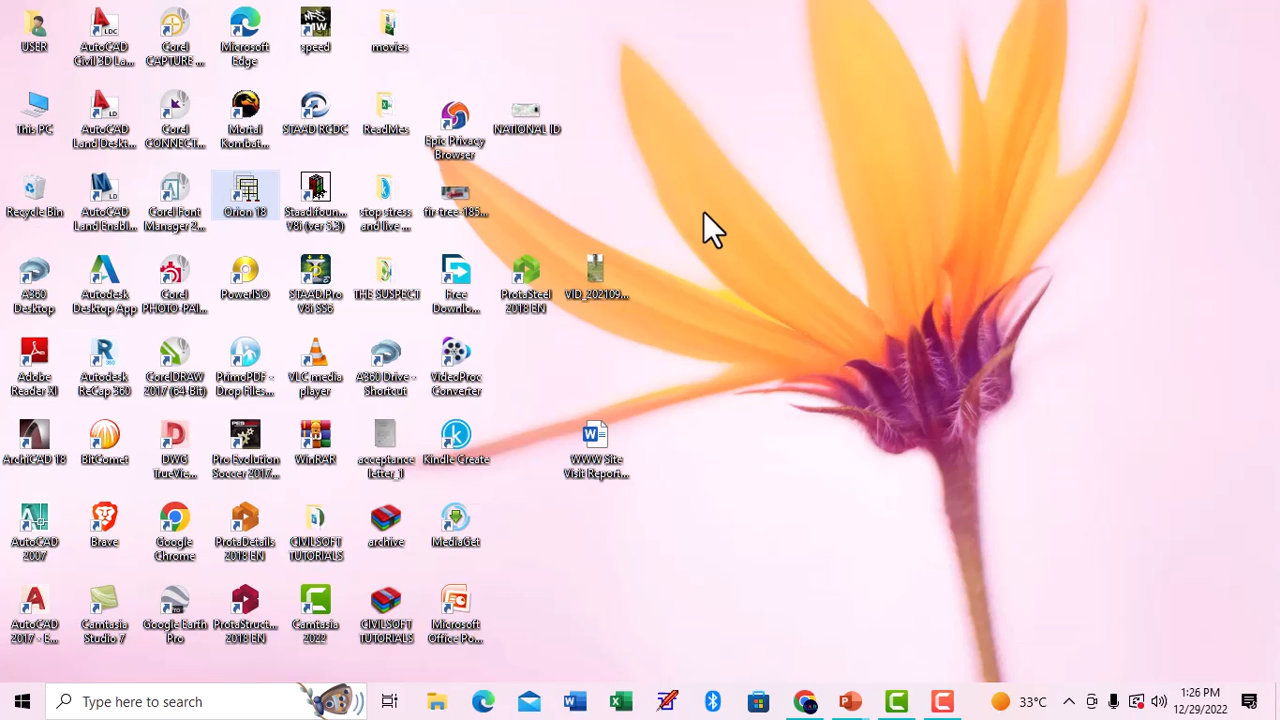 USER
AutoCAD
Civil 3D La...
Corel
CAPTURE ...
Microsoft
Edge
speed
movies
This PC
AutoCAD
Land Deskt...
Corel
CONNECT...
Mortal
Kombat...
STAAD RCDC
ReadMes
Epic Privacy
Browser
NATIONAL ID
Recycle Bin
AutoCAD
Land Enabl...
Corel Font
Manager 2...
Orion 18
Staad.foun...
V8i (ver 5.3)
stop stress
and live ...
fir-tree-185...
A360
Desktop
Autodesk
Desktop App
Corel
PHOTO-PAI...
PowerISO
STAAD.Pro
V8i SS6
THE SUSPECT
Free
Downlo...
ProtaSteel
2018 EN
VID_202109...
Adobe
Reader XI
Autodesk
ReCap 360
CorelDRAW
2017 (64-Bit)
PrimoPDF -
Drop Files...
VLC media
player
A360 Drive -
Shortcut
VideoProc
Converter
ArchiCAD 18
BitComet
DWG
TrueVie...
Pro Evolution
Soccer 2017...
WinRAR
acceptance
letter_1
Kindle Create
WWW Site
Visit Report...
AutoCAD
2007
Brave
Google
Chrome
ProtaDetails
2018 EN
CIVILSOFT
TUTORIALS
archive
MediaGet
AutoCAD
2017 - E...
Camtasia
Studio 7
Google Earth
Pro
ProtaStruct...
2018 EN
Camtasia
2022
CIVILSOFT
TUTORIALS
Microsoft
Office Po...
Type here to search
33°C
1:26 PM
12/29/2022